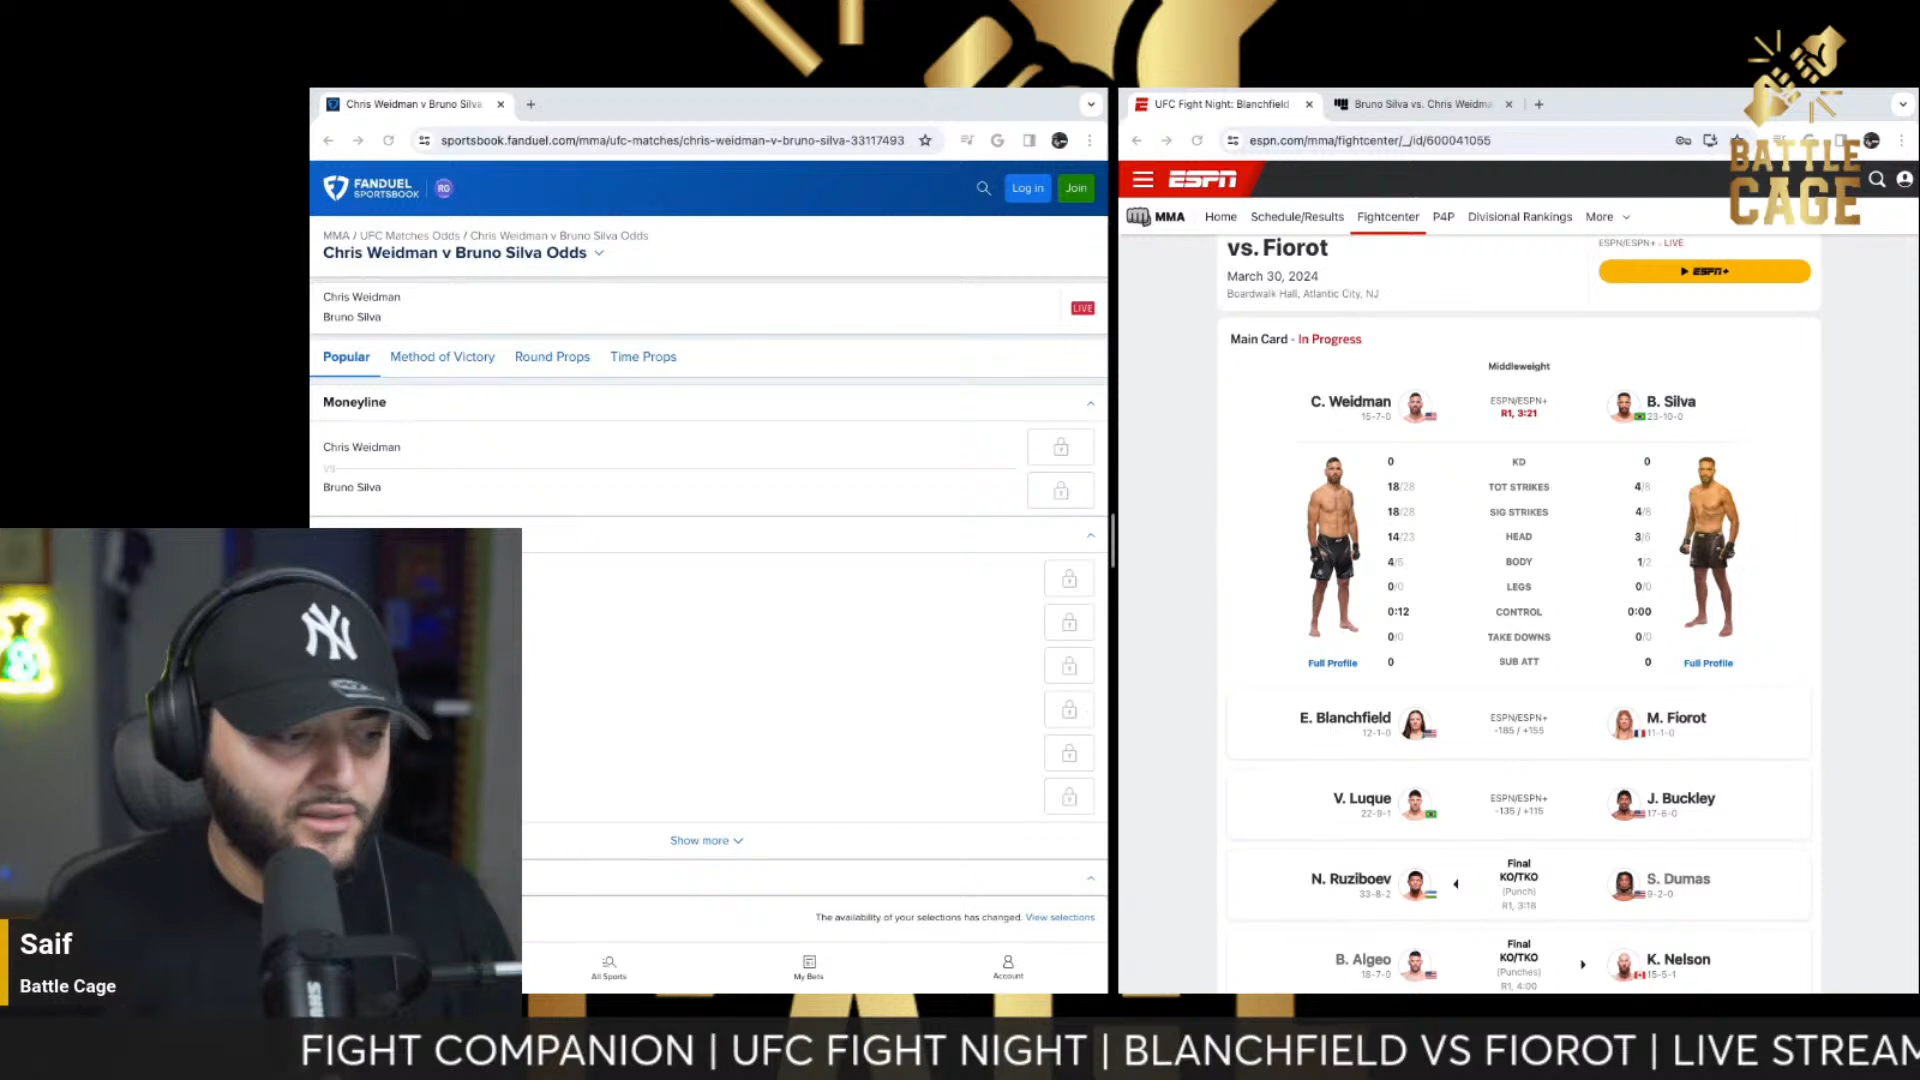 BATTLE
CAGE
Chris Weidman v Bruno Silva
sportsbook.fanduel.com/mma/ufc-matches/chris-weidman-v-bruno-silva-33117493
FANDUEL
SPORTSBOOK
RG
Log in
Join
MMA / UFC Matches Odds / Chris Weidman v Bruno Silva Odds
Chris Weidman v Bruno Silva Odds
Chris Weidman
Bruno Silva
LIVE
Popular
Method of Victory
Round Props
Time Props
Moneyline
Chris Weidman
VS
Bruno Silva
Show more
The availability of your selections has changed. View selections
All Sports
My Bets
Account
UFC Fight Night: Blanchfield
Bruno Silva vs. Chris Weidma
espn.com/mma/fightcenter/_/id/600041055
ESPN
MMA
Home
Schedule/Results
Fightcenter
P4P
Divisional Rankings
More
vs. Fiorot
March 30, 2024
Boardwalk Hall, Atlantic City, NJ
ESPN/ESPN+ - LIVE
ESPN+
Main Card - In Progress
Middleweight
C. Weidman
15-7-0
ESPN/ESPN+
R1, 3:21
B. Silva
23-10-0
0 KD 0
18/28 TOT STRIKES 4/8
18/28 SIG STRIKES 4/8
14/23 HEAD 3/6
4/5 BODY 1/2
0/0 LEGS 0/0
0:12 CONTROL 0:00
0/0 TAKE DOWNS 0/0
Full Profile 0 SUB ATT 0 Full Profile
E. Blanchfield
12-1-0
ESPN/ESPN+
-185 / +155
M. Fiorot
11-1-0
V. Luque
22-9-1
ESPN/ESPN+
-135 / +115
J. Buckley
17-6-0
N. Ruziboev
33-8-2
Final
KO/TKO
(Punch)
R1, 3:18
S. Dumas
9-2-0
B. Algeo
18-7-0
Final
KO/TKO
(Punches)
R1, 4:00
K. Nelson
15-5-1
NY
SHURE
Saif
Battle Cage
FIGHT COMPANION | UFC FIGHT NIGHT | BLANCHFIELD VS FIOROT | LIVE STREAM